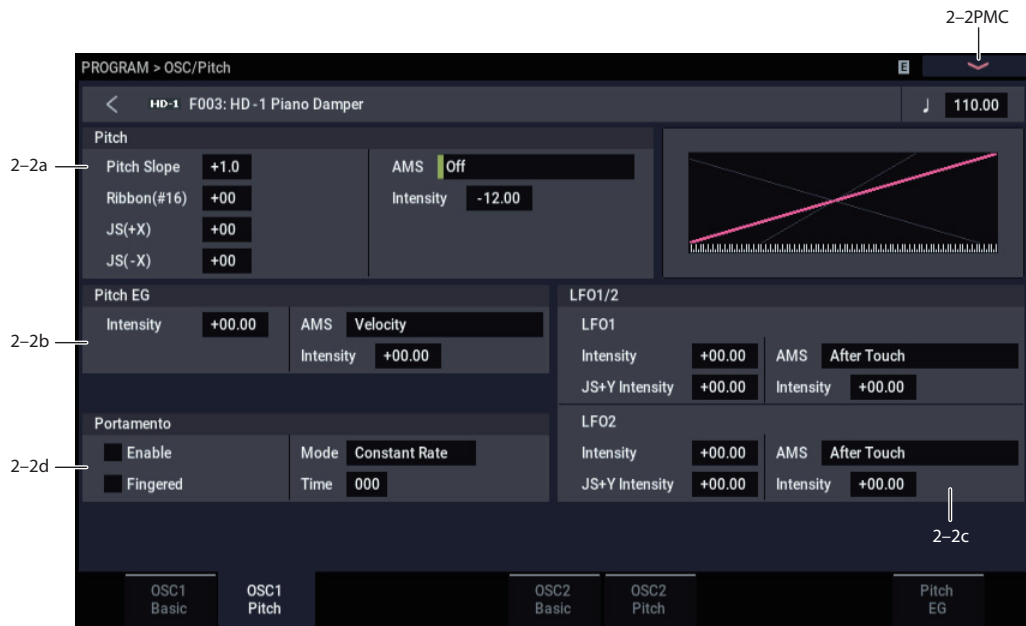 2–2PMC
PROGRAM > OSC/Pitch
E
HD-1 F003: HD-1 Piano Damper
♩ 110.00
Pitch
2–2a
Pitch Slope +1.0
AMS Off
Ribbon(#16) +00
Intensity -12.00
JS(+X) +00
JS(-X) +00
Pitch EG
2–2b
Intensity +00.00
AMS Velocity
Intensity +00.00
LFO1/2
LFO1
Intensity +00.00
AMS After Touch
JS+Y Intensity +00.00
Intensity +00.00
Portamento
2–2d
Enable
Mode Constant Rate
Fingered
Time 000
LFO2
Intensity +00.00
AMS After Touch
JS+Y Intensity +00.00
Intensity +00.00
2–2c
OSC1
Basic
OSC1
Pitch
OSC2
Basic
OSC2
Pitch
Pitch
EG